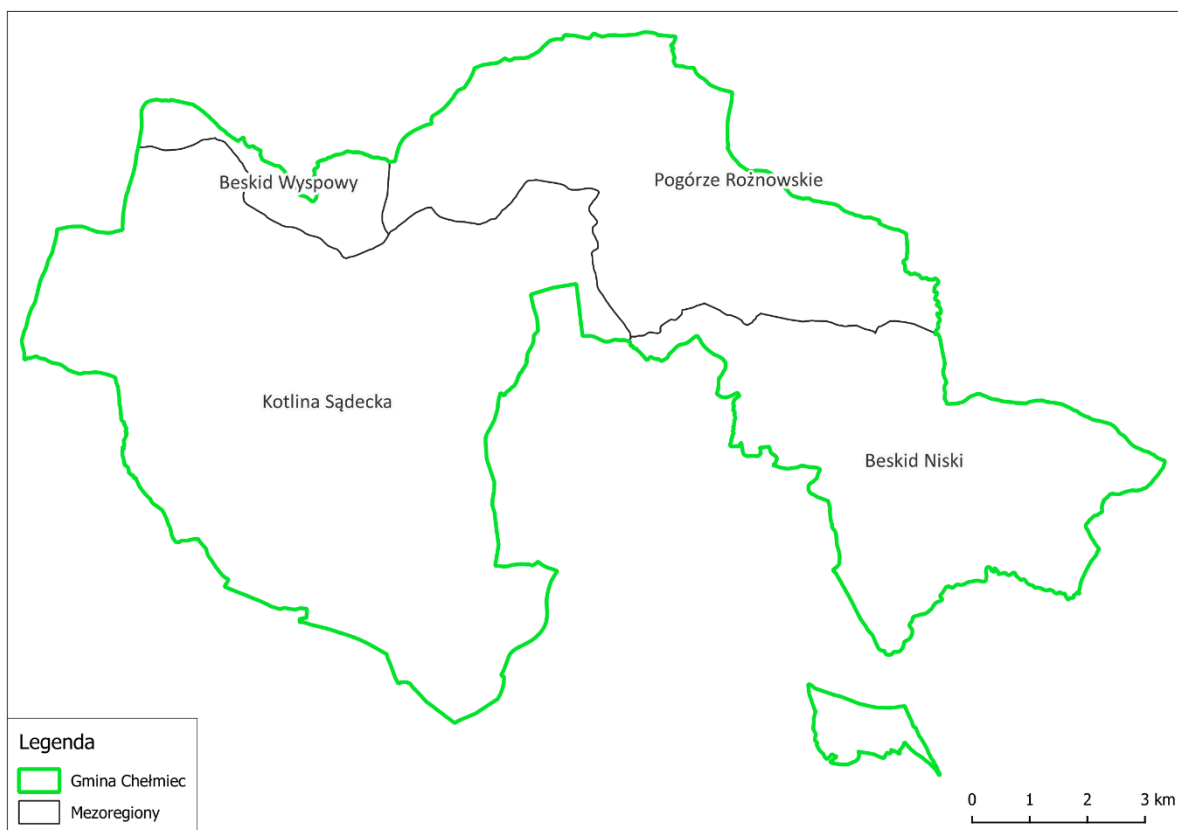 Beskid Wyspowy
Pogórze Rożnowskie
Kotlina Sądecka
Beskid Niski
Legenda
Gmina Chełmiec
Mezoregiony
0 1 2 3 km